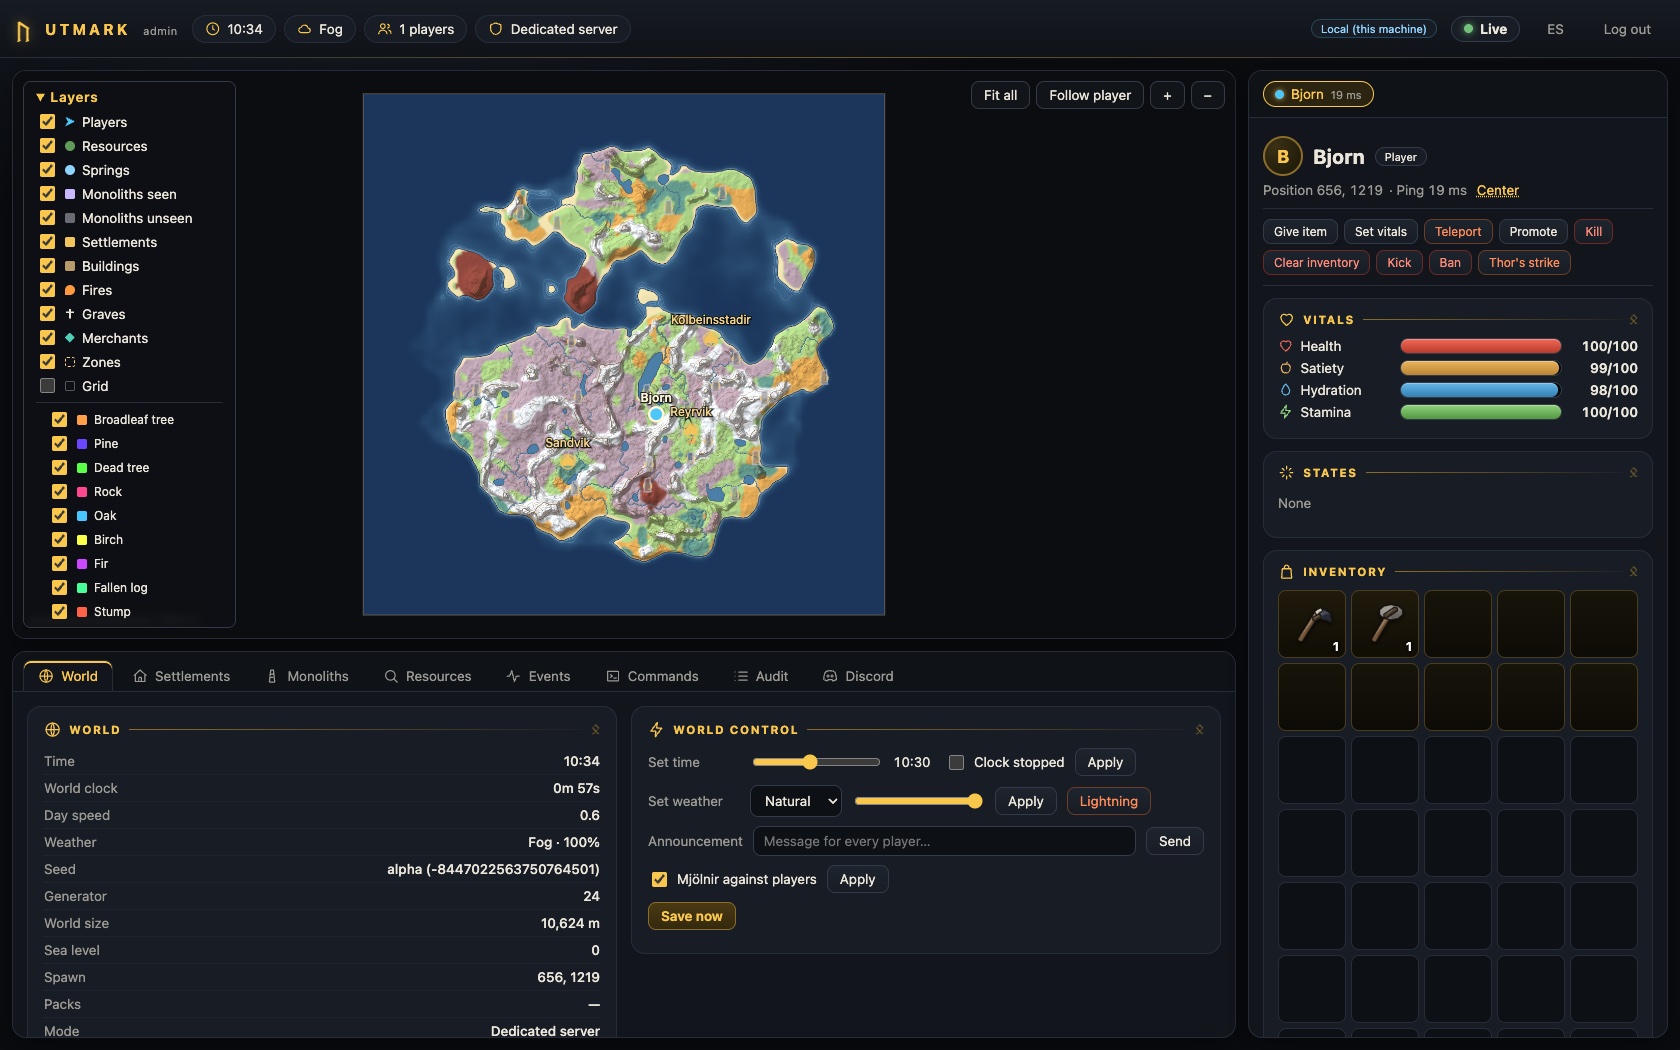 UTMARK admin 10:34 Fog 1 players Dedicated server Local (this machine) Live ES Log out
Layers
Players
Resources
Springs
Monoliths seen
Monoliths unseen
Settlements
Buildings
Fires
Graves
Merchants
Zones
Grid
Broadleaf tree
Pine
Dead tree
Rock
Oak
Birch
Fir
Fallen log
Stump
Fit all Follow player + −
Kolbeinsstadir
Bjorn
Reyrvik
Sandvik
Bjorn 19 ms
B Bjorn Player
Position 656, 1219 · Ping 19 ms Center
Give item Set vitals Teleport Promote Kill
Clear inventory Kick Ban Thor's strike
VITALS
Health 100/100
Satiety 99/100
Hydration 98/100
Stamina 100/100
STATES
None
INVENTORY
1 1
World Settlements Monoliths Resources Events Commands Audit Discord
WORLD
Time 10:34
World clock 0m 57s
Day speed 0.6
Weather Fog · 100%
Seed alpha (-8447022563750764501)
Generator 24
World size 10,624 m
Sea level 0
Spawn 656, 1219
Packs —
Mode Dedicated server
WORLD CONTROL
Set time 10:30 Clock stopped Apply
Set weather Natural Apply Lightning
Announcement Message for every player... Send
Mjölnir against players Apply
Save now